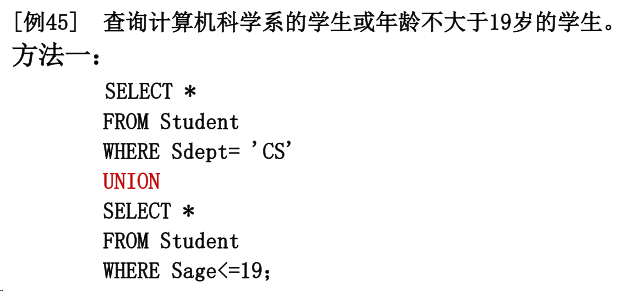 [例45] 查询计算机科学系的学生或年龄不大于19岁的学生。
方法一：
SELECT *
FROM Student
WHERE Sdept= 'CS'
UNION
SELECT *
FROM Student
WHERE Sage<=19;